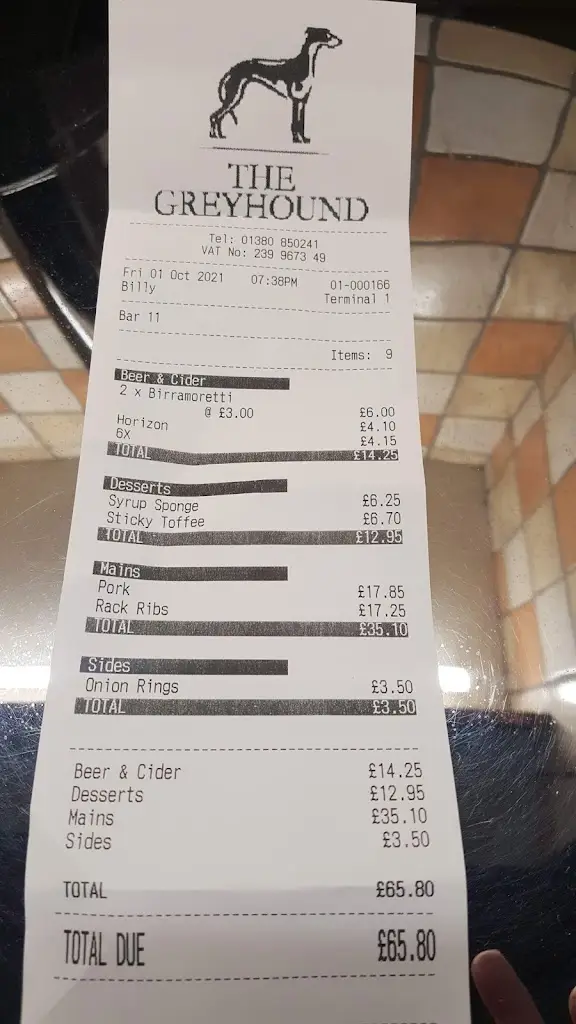 THE
GREYHOUND
Tel: 01380 850241
VAT No: 239 9673 49
Fri 01 Oct 2021 07:38PM 01-000166
Billy Terminal 1
Bar 11
Items: 9
Beer & Cider
2 x Birramoretti
@ £3.00 £6.00
Horizon £4.10
6X £4.15
TOTAL £14.25
Desserts
Syrup Sponge £6.25
Sticky Toffee £6.70
TOTAL £12.95
Mains
Pork £17.85
Rack Ribs £17.25
TOTAL £35.10
Sides
Onion Rings £3.50
TOTAL £3.50
Beer & Cider £14.25
Desserts £12.95
Mains £35.10
Sides £3.50
TOTAL £65.80
TOTAL DUE £65.80